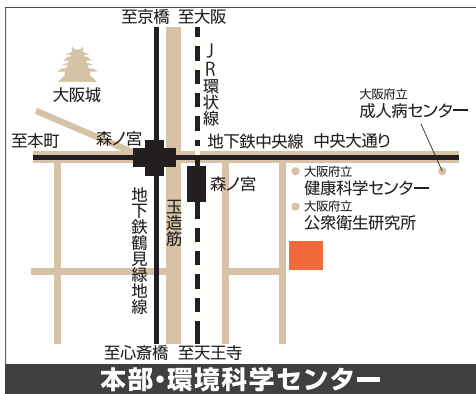 至京橋
至大阪
JR環状線
大阪城
大阪府立
成人病センター
至本町
森ノ宮
地下鉄中央線
中央大通り
森ノ宮
大阪府立
健康科学センター
大阪府立
公衆衛生研究所
地下鉄鶴見緑地線
玉造筋
至心斎橋
至天王寺
本部・環境科学センター